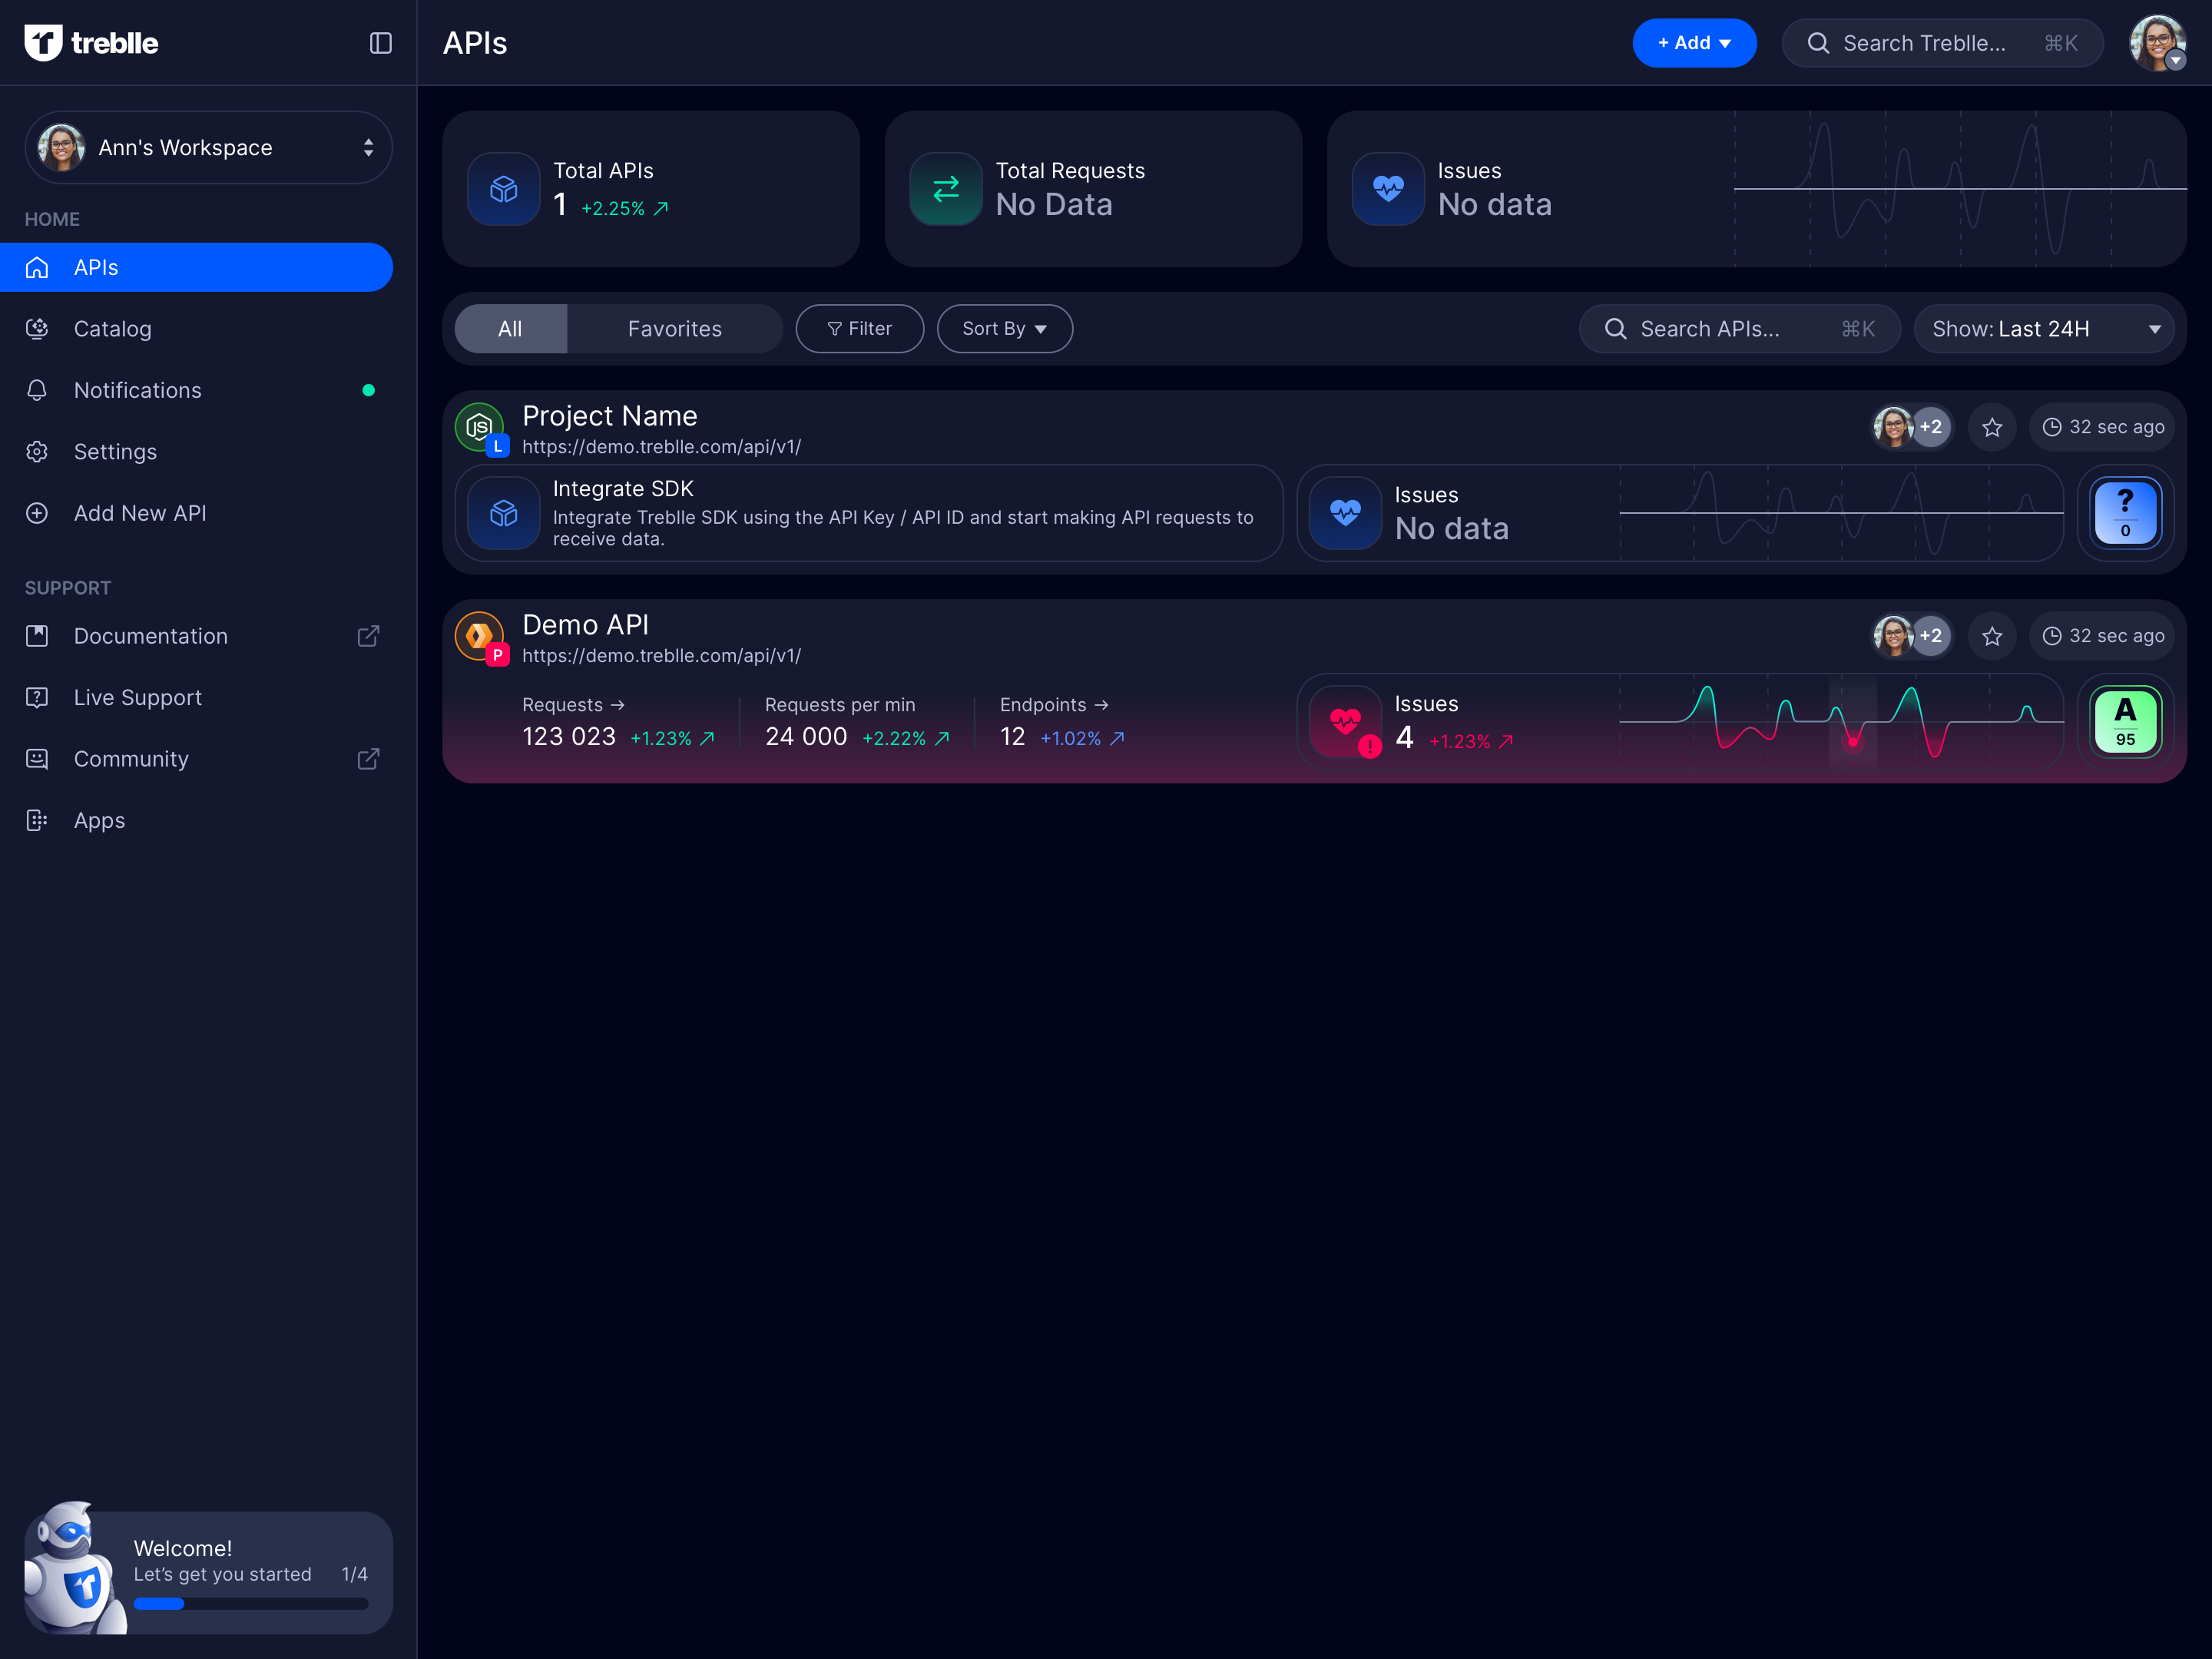 treblle
APIs
+ Add
Search Treblle...
⌘K
Ann's Workspace
HOME
APIs
Catalog
Notifications
Settings
Add New API
SUPPORT
Documentation
Live Support
Community
Apps
Welcome!
Let’s get you started
1/4
Total APIs
1 +2.25%
Total Requests
No Data
Issues
No data
All
Favorites
Filter
Sort By
Search APIs...
⌘K
Show: Last 24H
JS
L
Project Name
https://demo.treblle.com/api/v1/
+2
32 sec ago
Integrate SDK
Integrate Treblle SDK using the API Key / API ID and start making API requests to
receive data.
Issues
No data
?
0
P
Demo API
https://demo.treblle.com/api/v1/
+2
32 sec ago
Requests →
123 023 +1.23%
Requests per min
24 000 +2.22%
Endpoints →
12 +1.02%
!
Issues
4 +1.23%
A
95